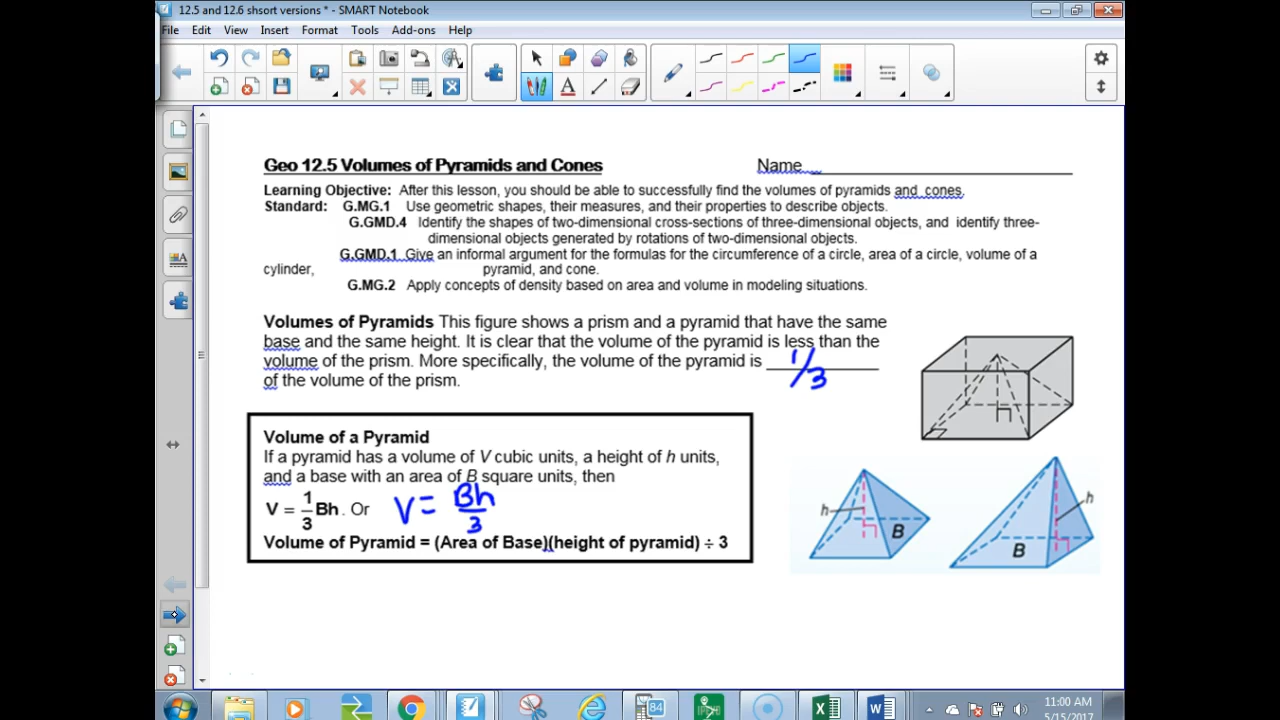 12.5 and 12.6 shsort versions * - SMART Notebook
File Edit View Insert Format Tools Add-ons Help
Geo 12.5 Volumes of Pyramids and Cones Name
Learning Objective: After this lesson, you should be able to successfully find the volumes of pyramids and cones.
Standard: G.MG.1 Use geometric shapes, their measures, and their properties to describe objects.
G.GMD.4 Identify the shapes of two-dimensional cross-sections of three-dimensional objects, and identify three-
dimensional objects generated by rotations of two-dimensional objects.
G.GMD.1 Give an informal argument for the formulas for the circumference of a circle, area of a circle, volume of a
cylinder, pyramid, and cone.
G.MG.2 Apply concepts of density based on area and volume in modeling situations.
Volumes of Pyramids This figure shows a prism and a pyramid that have the same
base and the same height. It is clear that the volume of the pyramid is less than the
volume of the prism. More specifically, the volume of the pyramid is 1/3
of the volume of the prism.
Volume of a Pyramid
If a pyramid has a volume of V cubic units, a height of h units,
and a base with an area of B square units, then
V = 1/3 Bh. Or V = Bh/3
Volume of Pyramid = (Area of Base)(height of pyramid) ÷ 3
h B
h B
84
11:00 AM
5/15/2017